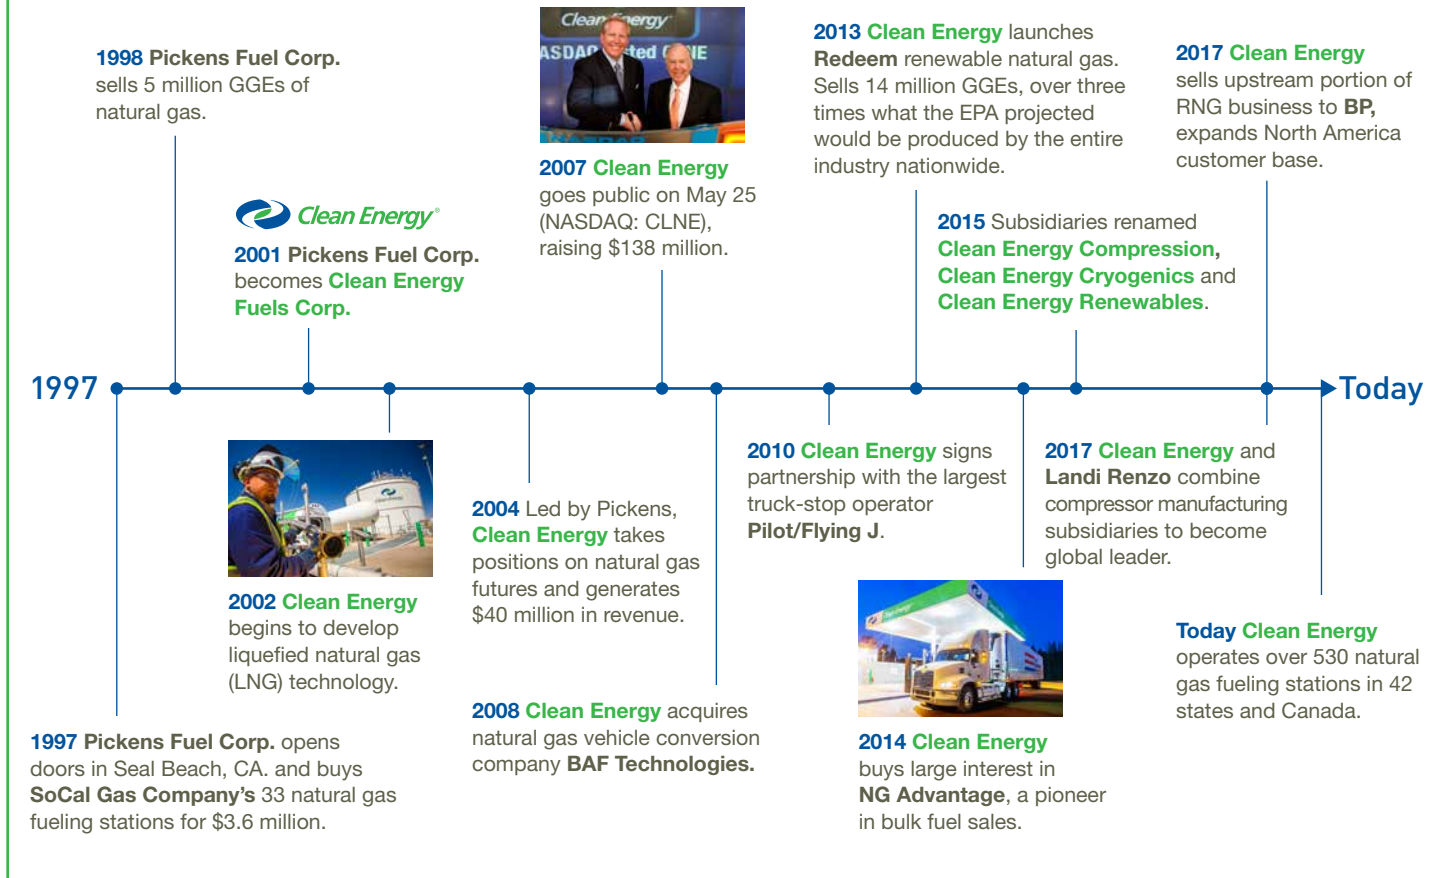 1998 Pickens Fuel Corp.
sells 5 million GGEs of
natural gas.
Clean Energy®
2001 Pickens Fuel Corp.
becomes Clean Energy
Fuels Corp.
Clean Energy
2007 Clean Energy
goes public on May 25
(NASDAQ: CLNE),
raising $138 million.
2013 Clean Energy launches
Redeem renewable natural gas.
Sells 14 million GGEs, over three
times what the EPA projected
would be produced by the entire
industry nationwide.
2015 Subsidiaries renamed
Clean Energy Compression,
Clean Energy Cryogenics and
Clean Energy Renewables.
2017 Clean Energy
sells upstream portion of
RNG business to BP,
expands North America
customer base.
1997
Today
1997 Pickens Fuel Corp. opens
doors in Seal Beach, CA. and buys
SoCal Gas Company’s 33 natural gas
fueling stations for $3.6 million.
2002 Clean Energy
begins to develop
liquefied natural gas
(LNG) technology.
2004 Led by Pickens,
Clean Energy takes
positions on natural gas
futures and generates
$40 million in revenue.
2008 Clean Energy acquires
natural gas vehicle conversion
company BAF Technologies.
2010 Clean Energy signs
partnership with the largest
truck-stop operator
Pilot/Flying J.
2014 Clean Energy
buys large interest in
NG Advantage, a pioneer
in bulk fuel sales.
2017 Clean Energy and
Landi Renzo combine
compressor manufacturing
subsidiaries to become
global leader.
Today Clean Energy
operates over 530 natural
gas fueling stations in 42
states and Canada.